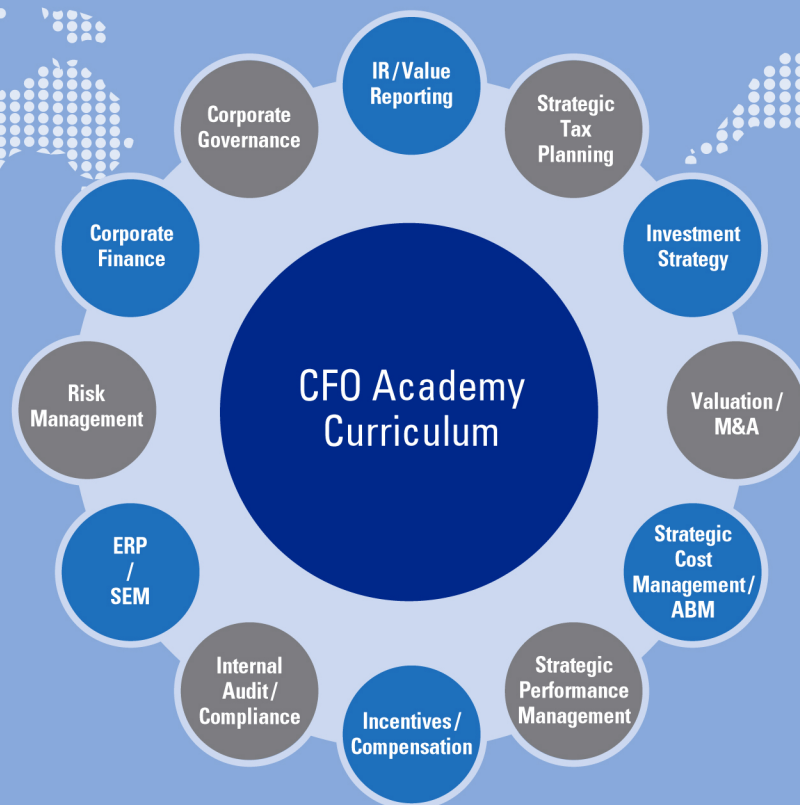 IR / Value
Reporting
Strategic
Tax
Planning
Investment
Strategy
Valuation /
M&A
Strategic
Cost
Management /
ABM
Strategic
Performance
Management
Incentives /
Compensation
Internal
Audit /
Compliance
ERP
/
SEM
Risk
Management
Corporate
Finance
Corporate
Governance
CFO Academy
Curriculum